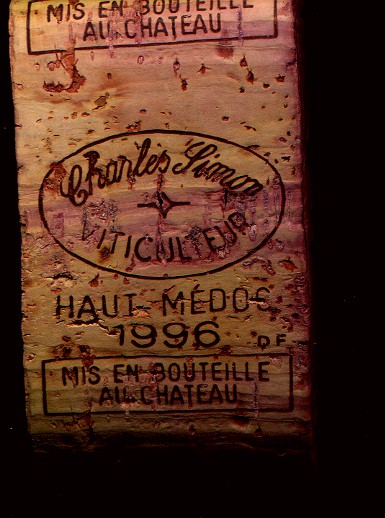 MIS EN BOUTEILLE
AU CHATEAU
Charles Simon
VITICULTEUR
HAUT-MÉDOC
1996 DF
MIS EN BOUTEILLE
AU CHATEAU